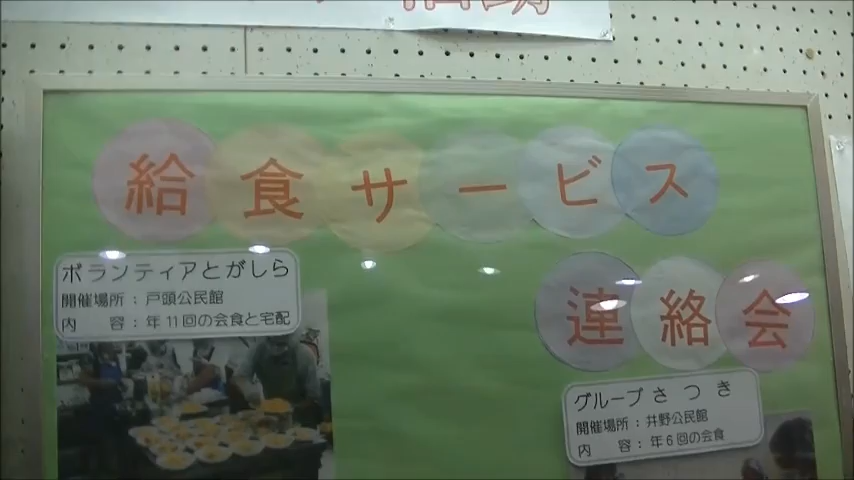 給食サービス
連絡会
ボランティアとがしら
開催場所：戸頭公民館
内　容：年11回の会食と宅配
グループさつき
開催場所：井野公民館
内　容：年6回の会食